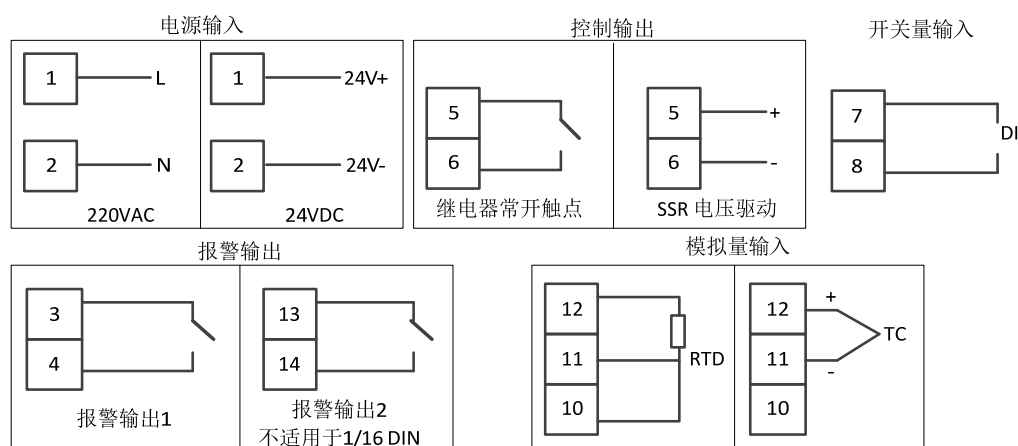 电源输入
1 L
2 N
220VAC
1 24V+
2 24V-
24VDC
控制输出
5
6
继电器常开触点
5 +
6 -
SSR 电压驱动
开关量输入
7
8
DI
报警输出
3
4
报警输出1
13
14
报警输出2
不适用于1/16 DIN
模拟量输入
12
11
10
RTD
12 +
11 -
10
TC